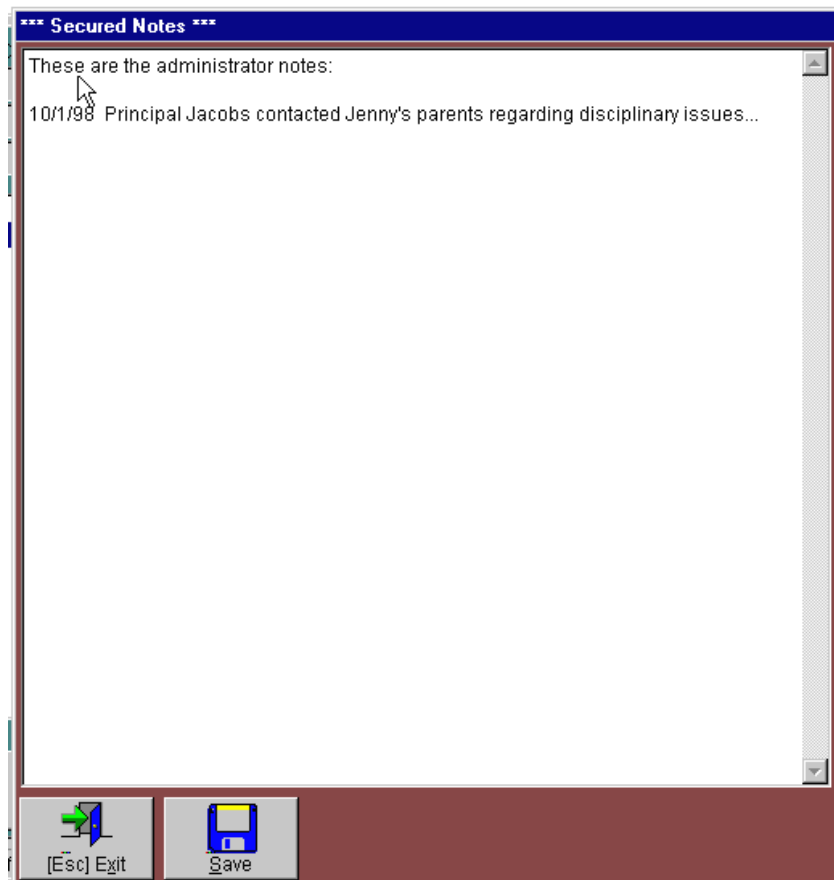 *** Secured Notes ***
These are the administrator notes:
10/1/98  Principal Jacobs contacted Jenny's parents regarding disciplinary issues...
[Esc] Exit
Save